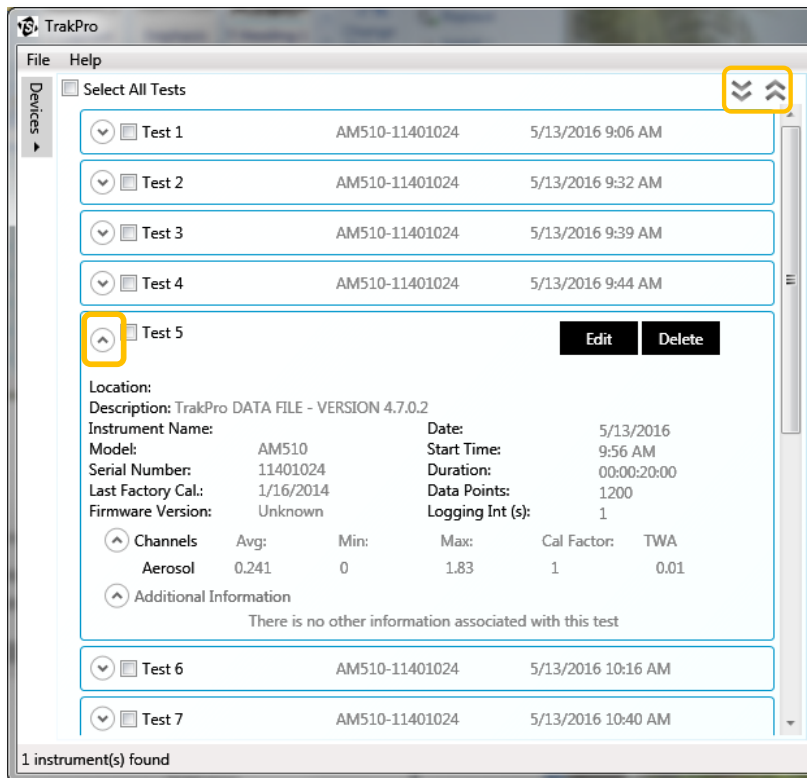 TSI TrakPro
File Help
Devices
Select All Tests
Test 1 AM510-11401024 5/13/2016 9:06 AM
Test 2 AM510-11401024 5/13/2016 9:32 AM
Test 3 AM510-11401024 5/13/2016 9:39 AM
Test 4 AM510-11401024 5/13/2016 9:44 AM
Test 5 Edit Delete
Location:
Description: TrakPro DATA FILE - VERSION 4.7.0.2
Instrument Name: Date: 5/13/2016
Model: AM510 Start Time: 9:56 AM
Serial Number: 11401024 Duration: 00:00:20:00
Last Factory Cal.: 1/16/2014 Data Points: 1200
Firmware Version: Unknown Logging Int (s): 1
Channels Avg: Min: Max: Cal Factor: TWA
Aerosol 0.241 0 1.83 1 0.01
Additional Information
There is no other information associated with this test
Test 6 AM510-11401024 5/13/2016 10:16 AM
Test 7 AM510-11401024 5/13/2016 10:40 AM
1 instrument(s) found